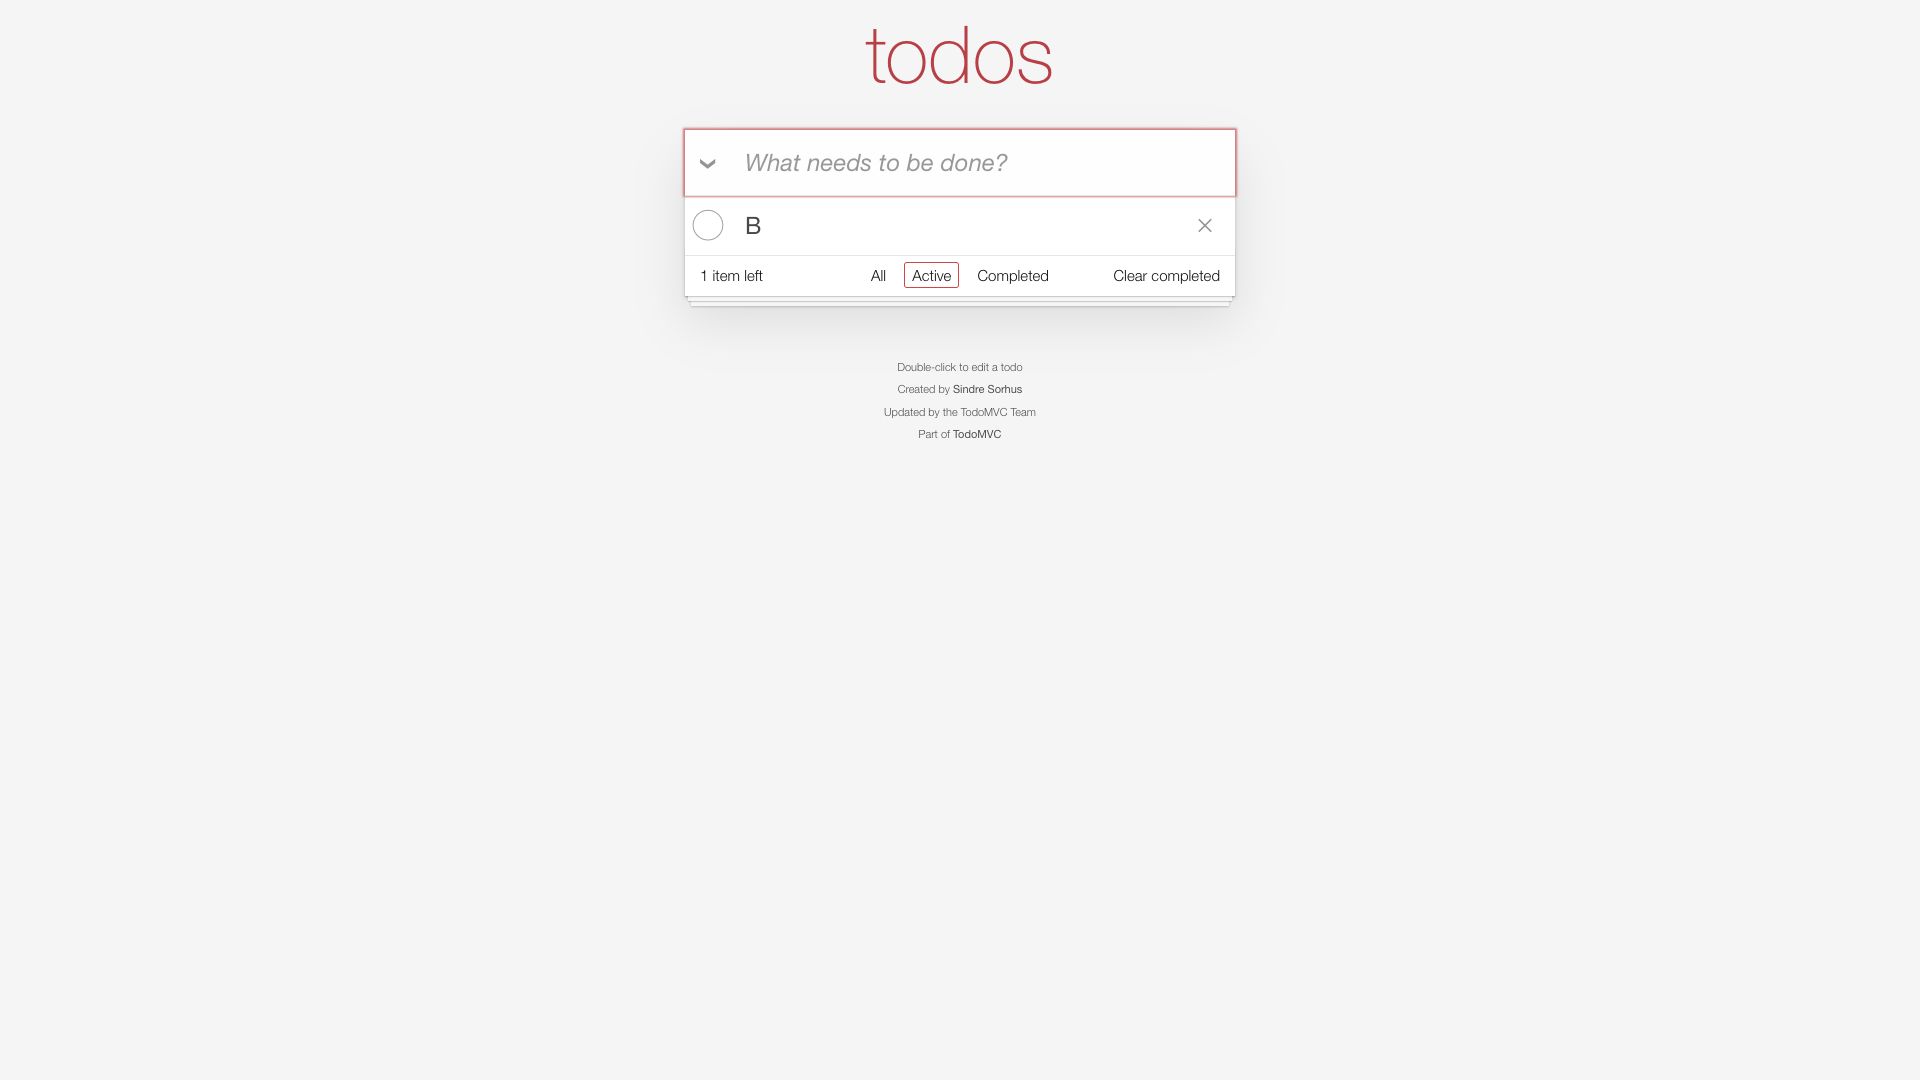 todos
What needs to be done?
B
1 item left All Active Completed Clear completed
Double-click to edit a todo
Created by Sindre Sorhus
Updated by the TodoMVC Team
Part of TodoMVC